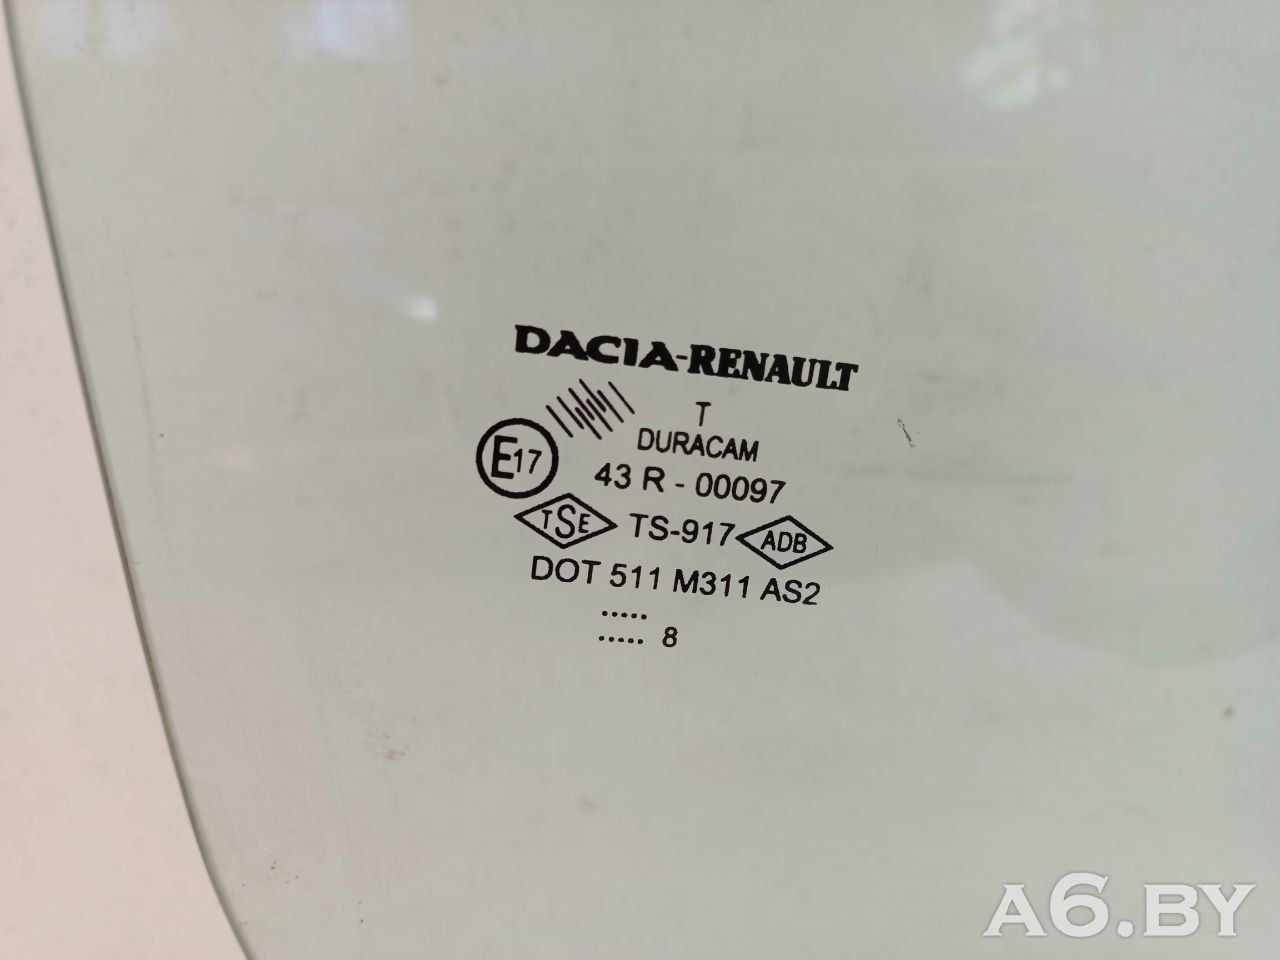 DACIA-RENAULT
T
DURACAM
E17 43 R - 00097
TSE TS-917 ADB
DOT 511 M311 AS2
.....
..... 8
A6.BY